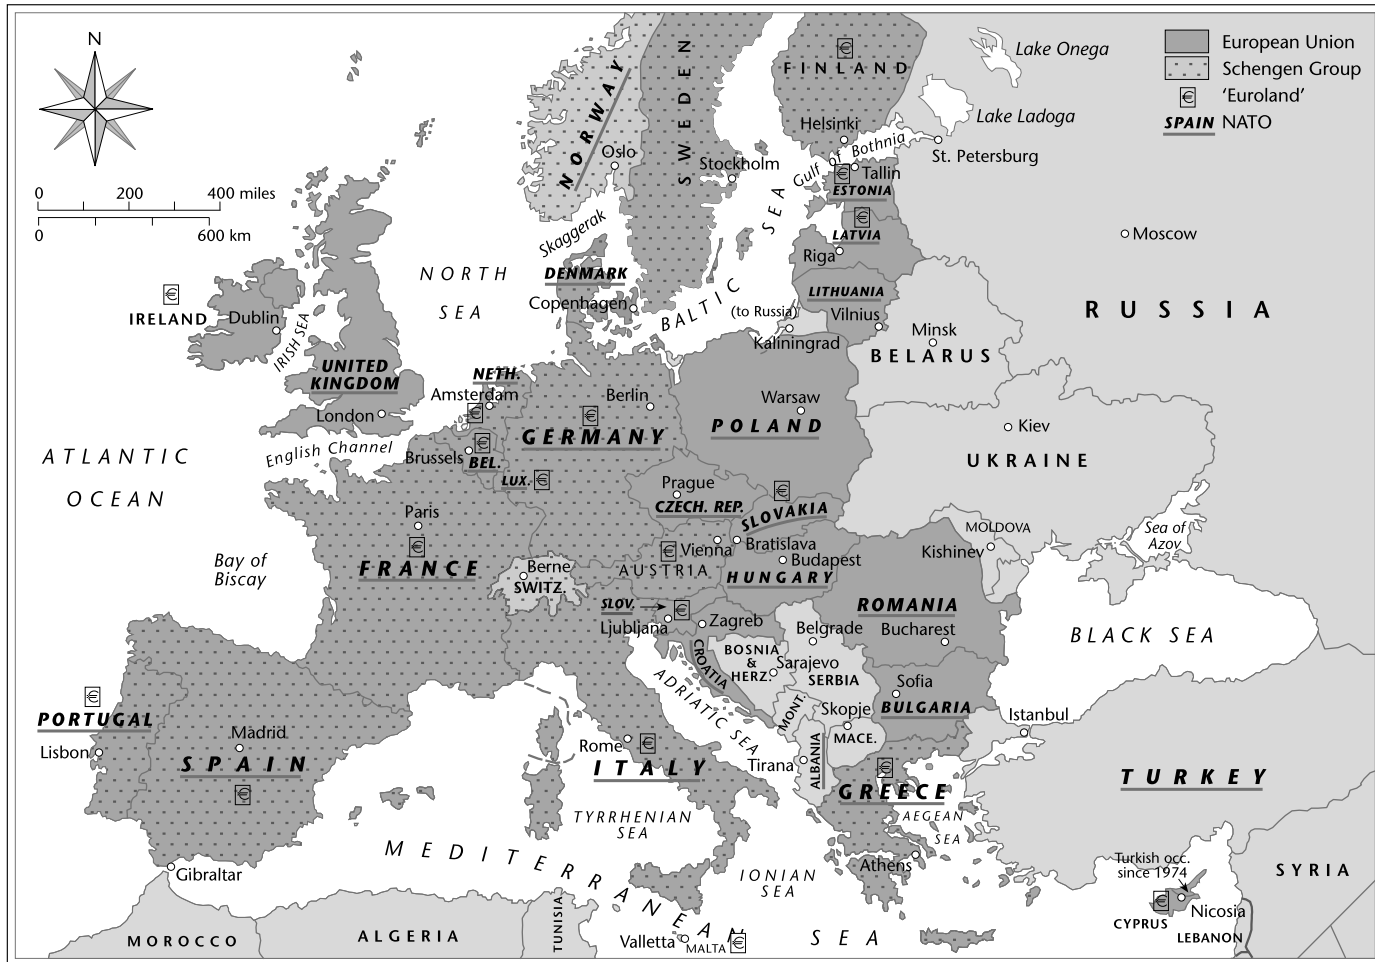 N
0 200 400 miles
0 600 km
European Union
Schengen Group
€ 'Euroland'
SPAIN NATO
Lake Onega
Lake Ladoga
NORWAY
SWEDEN
€
FINLAND
Helsinki
Oslo
Stockholm
Gulf of Bothnia
St. Petersburg
€
Tallin
ESTONIA
€
LATVIA
Riga
Moscow
Skaggerak
BALTIC SEA
DENMARK
Copenhagen
NORTH
SEA
LITHUANIA
Vilnius
(to Russia)
Kaliningrad
RUSSIA
Minsk
BELARUS
€
IRELAND
Dublin
IRISH SEA
UNITED
KINGDOM
London
English Channel
NETH.
Amsterdam
€
Berlin
€
GERMANY
Warsaw
POLAND
Kiev
UKRAINE
ATLANTIC
OCEAN
Brussels
€
BEL.
LUX. €
Prague
CZECH. REP.
€
SLOVAKIA
Paris
€
FRANCE
Bay of
Biscay
MOLDOVA
Kishinev
Sea of
Azov
Berne
SWITZ.
€
Vienna
AUSTRIA
Bratislava
Budapest
HUNGARY
SLOV.
€
Ljubljana
Zagreb
CROATIA
BOSNIA
&
HERZ.
Sarajevo
Belgrade
SERBIA
ROMANIA
Bucharest
BLACK SEA
Sofia
BULGARIA
MONT.
Skopje
MACE.
Tirana
ALBANIA
Istanbul
TURKEY
€
PORTUGAL
Lisbon
Madrid
SPAIN
€
Rome
€
ITALY
ADRIATIC SEA
TYRRHENIAN
SEA
€
GREECE
AEGEAN
SEA
Athens
IONIAN
SEA
MEDITERRANEAN SEA
Gibraltar
MOROCCO
ALGERIA
TUNISIA
Valletta
MALTA €
Turkish occ.
since 1974
€
Nicosia
CYPRUS
LEBANON
SYRIA